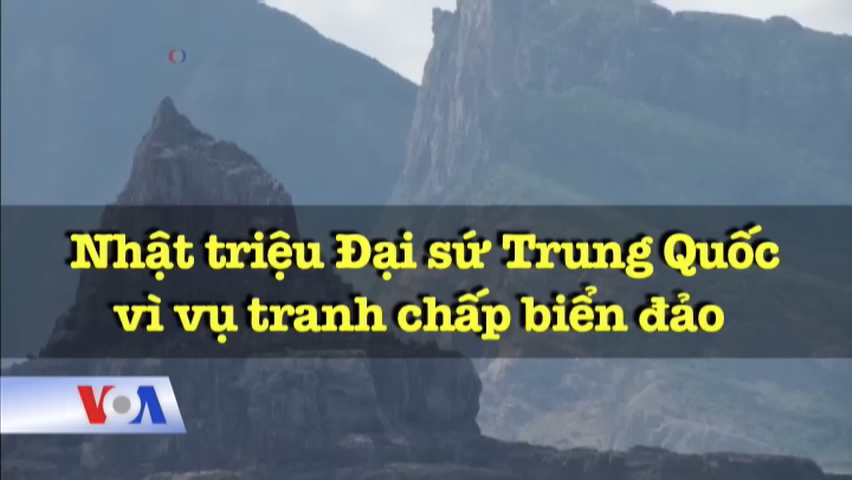 Nhật triệu Đại sứ Trung Quốc
vì vụ tranh chấp biển đảo
VOA